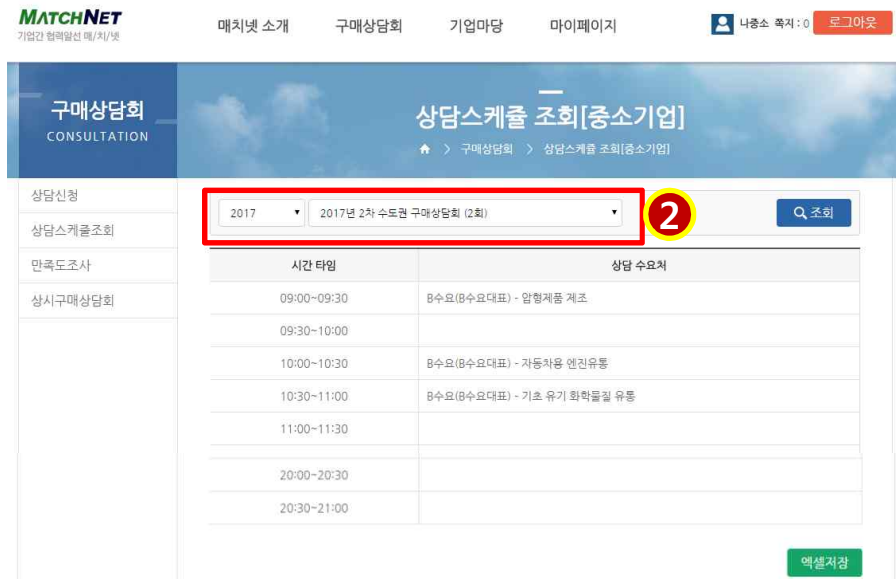 MATCHNET
기업간 협력알선 매/치/넷
매치넷 소개 구매상담회 기업마당 마이페이지
나중소 쪽지 : 0 로그아웃
구매상담회
CONSULTATION
상담스케쥴 조회[중소기업]
> 구매상담회 > 상담스케쥴 조회[중소기업]
상담신청
상담스케줄조회
만족도조사
상시구매상담회
2017 2017년 2차 수도권 구매상담회 (2회) 2 조회
시간 타임 상담 수요처
09:00~09:30 B수요(B수요대표) - 압형제품 제조
09:30~10:00
10:00~10:30 B수요(B수요대표) - 자동차용 엔진유통
10:30~11:00 B수요(B수요대표) - 기초 유기 화학물질 유통
11:00~11:30
20:00~20:30
20:30~21:00
엑셀저장